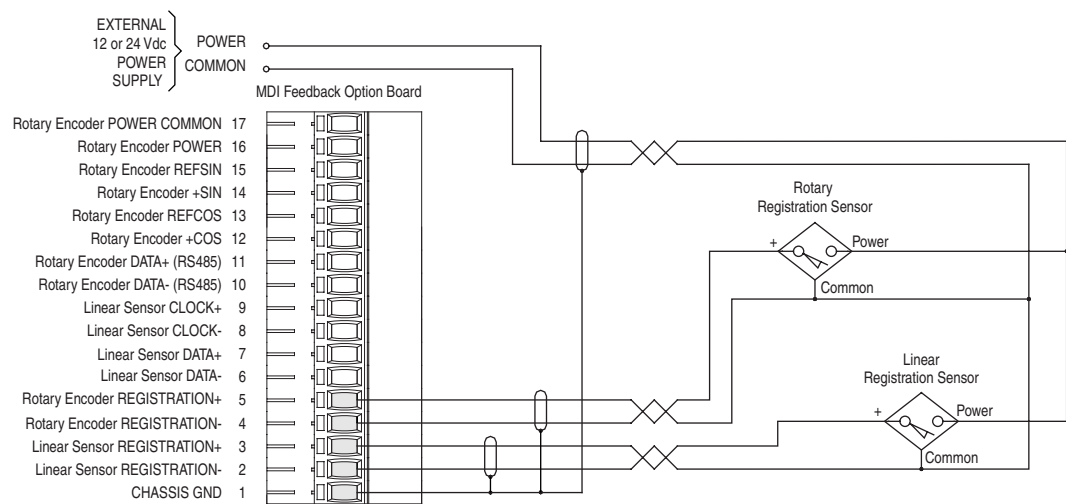 EXTERNAL
12 or 24 Vdc
POWER
SUPPLY
POWER
COMMON
MDI Feedback Option Board
Rotary Encoder POWER COMMON 17
Rotary Encoder POWER 16
Rotary Encoder REFSIN 15
Rotary Encoder +SIN 14
Rotary Encoder REFCOS 13
Rotary Encoder +COS 12
Rotary Encoder DATA+ (RS485) 11
Rotary Encoder DATA- (RS485) 10
Linear Sensor CLOCK+ 9
Linear Sensor CLOCK- 8
Linear Sensor DATA+ 7
Linear Sensor DATA- 6
Rotary Encoder REGISTRATION+ 5
Rotary Encoder REGISTRATION- 4
Linear Sensor REGISTRATION+ 3
Linear Sensor REGISTRATION- 2
CHASSIS GND 1
Rotary
Registration Sensor
+ Power
Common
Linear
Registration Sensor
+ Power
Common